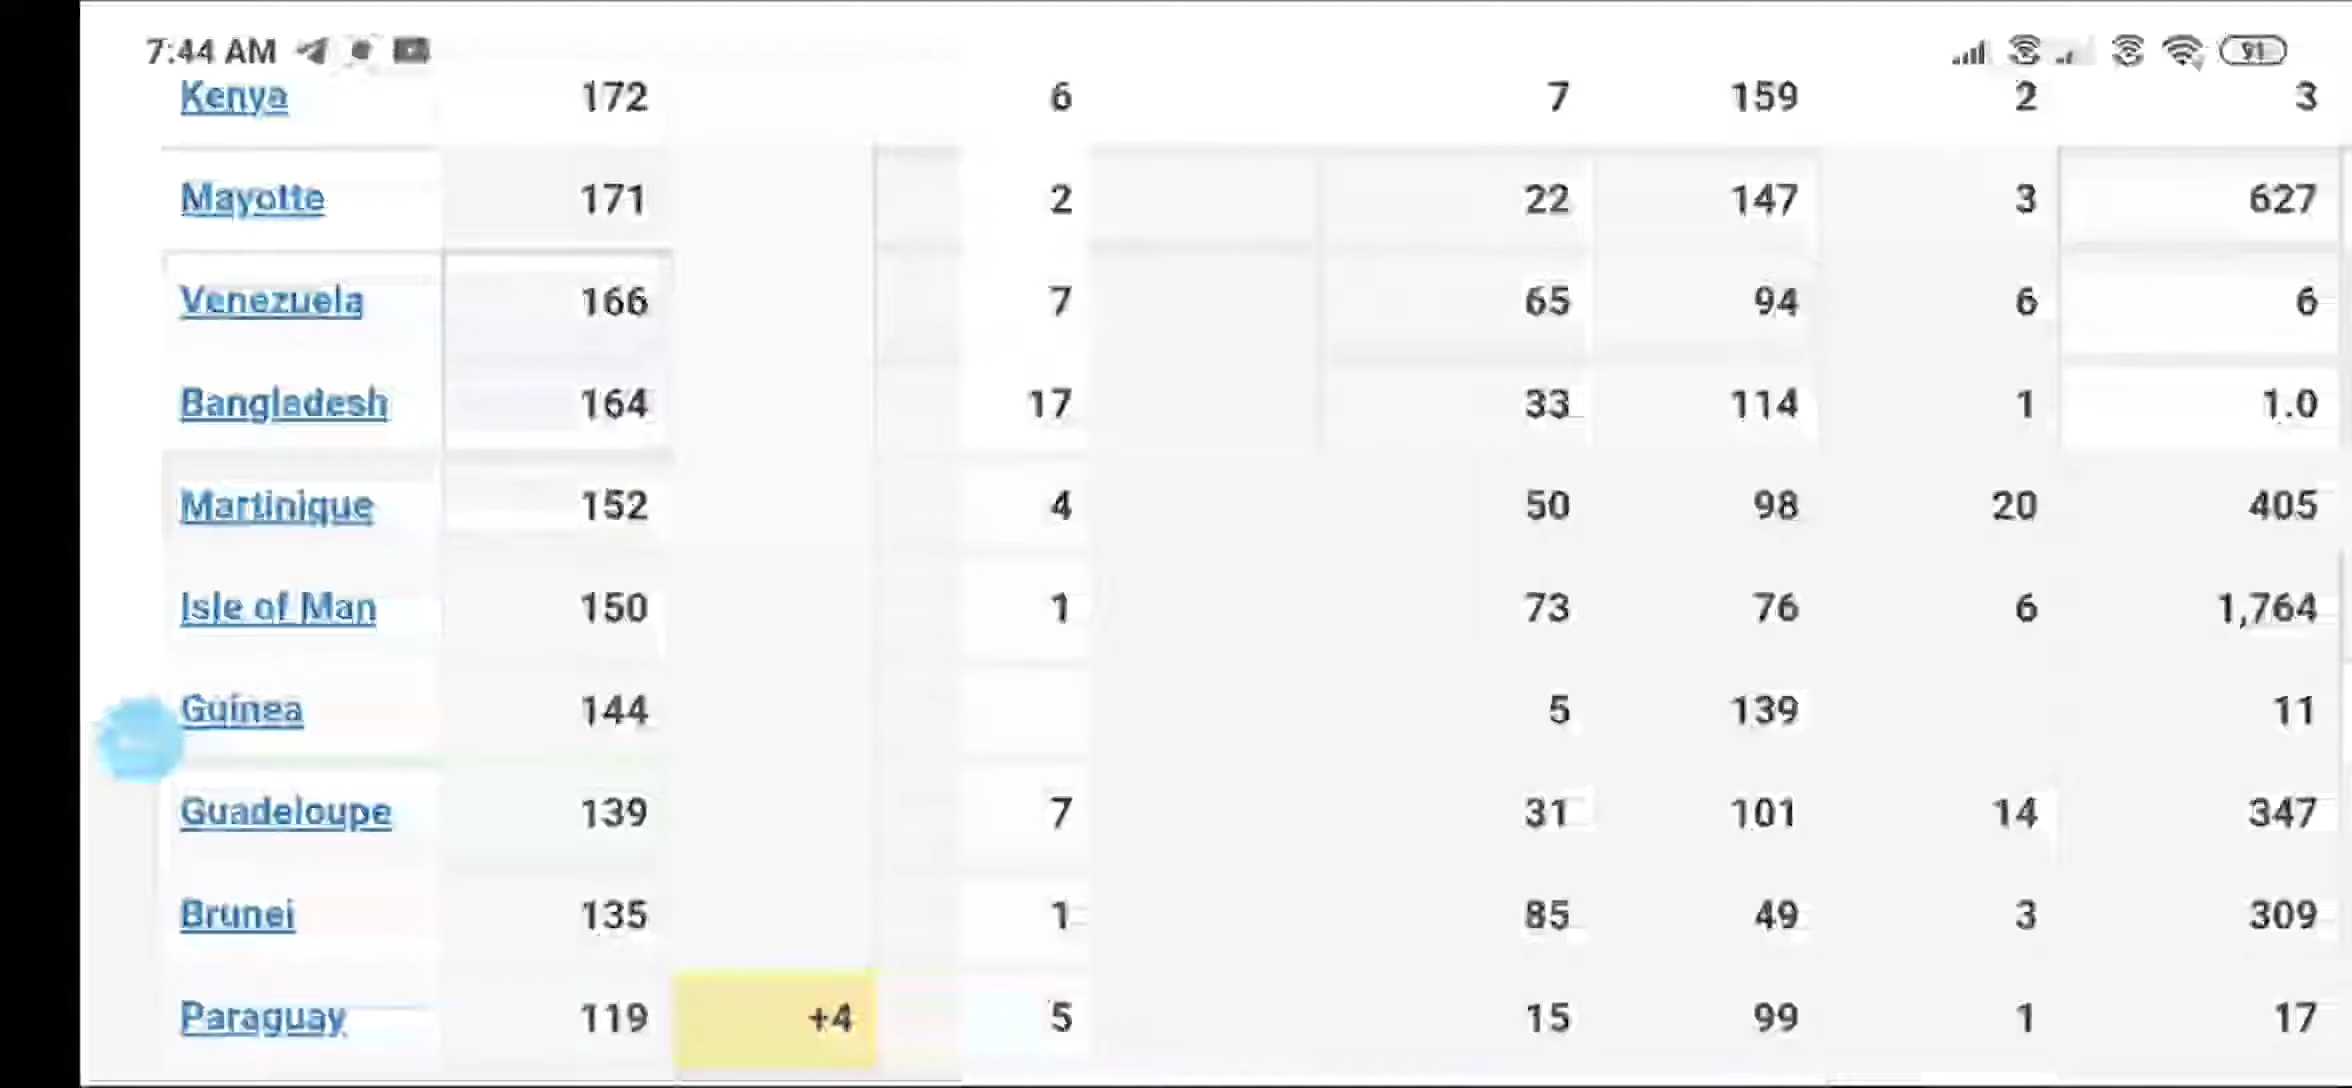 7:44 AM 91
Kenya 172 6 7 159 2 3
Mayotte 171 2 22 147 3 627
Venezuela 166 7 65 94 6 6
Bangladesh 164 17 33 114 1 1.0
Martinique 152 4 50 98 20 405
Isle of Man 150 1 73 76 6 1,764
Guinea 144 5 139 11
Guadeloupe 139 7 31 101 14 347
Brunei 135 1 85 49 3 309
Paraguay 119 +4 5 15 99 1 17